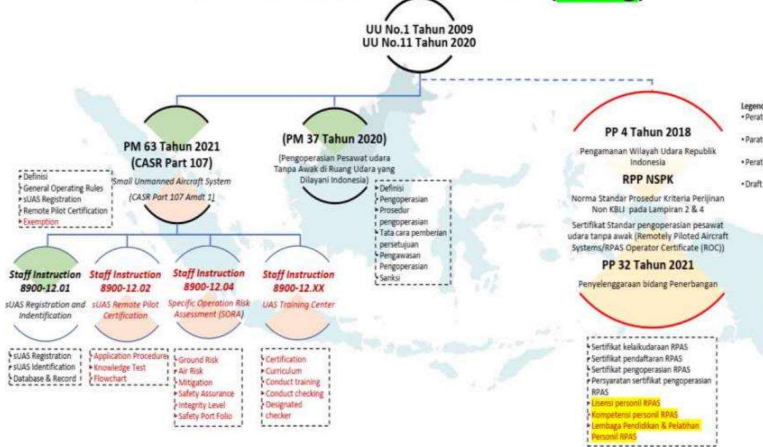 UU No.1 Tahun 2009
UU No.11 Tahun 2020
PM 63 Tahun 2021
(CASR Part 107)
Small Unmanned Aircraft System
(CASR Part 107 Amdt 1)
Definisi
General Operating Rules
sUAS Registration
Remote Pilot Certification
Exemption
(PM 37 Tahun 2020)
(Pengoperasian Pesawat udara
Tanpa Awak di Ruang Udara yang
Dilayani Indonesia)
Definisi
Pengoperasian
Prosedur
pengoperasian
Tata cara pemberian
persetujuan
Pengawasan
Pengoperasian
Sanksi
PP 4 Tahun 2018
Pengamanan Wilayah Udara Republik
Indonesia
RPP NSPK
Norma Standar Prosedur Kriteria Perijinan
Non KBLI pada Lampiran 2 & 4
Sertifikat Standar pengoperasian pesawat
udara tanpa awak (Remotely Piloted Aircraft
Systems/RPAS Operator Certificate (ROC))
PP 32 Tahun 2021
Penyelenggaraan bidang Penerbangan
Sertifikat kelaikudaraan RPAS
Sertifikat pendaftaran RPAS
Sertifikat pengoperasian RPAS
Persyaratan sertifikat pengoperasian
RPAS
Lisensi personil RPAS
Kompetensi personil RPAS
Lembaga Pendidikan & Pelatihan
Personil RPAS
Staff Instruction
8900-12.01
sUAS Registration and
Indentification
sUAS Registration
sUAS Identification
Database & Record
Staff Instruction
8900-12.02
sUAS Remote Pilot
Certification
Application Procedure
Knowledge Test
Flowchart
Staff Instruction
8900-12.04
Specific Operation Risk
Assessment (SORA)
Ground Risk
Air Risk
Mitigation
Safety Assurance
Integrity Level
Safety Port Folio
Staff Instruction
8900-12.XX
UAS Training Center
Certification
Curriculum
Conduct training
Conduct checking
Designated
checker
Legend
Perat
Parat
Perat
Draft